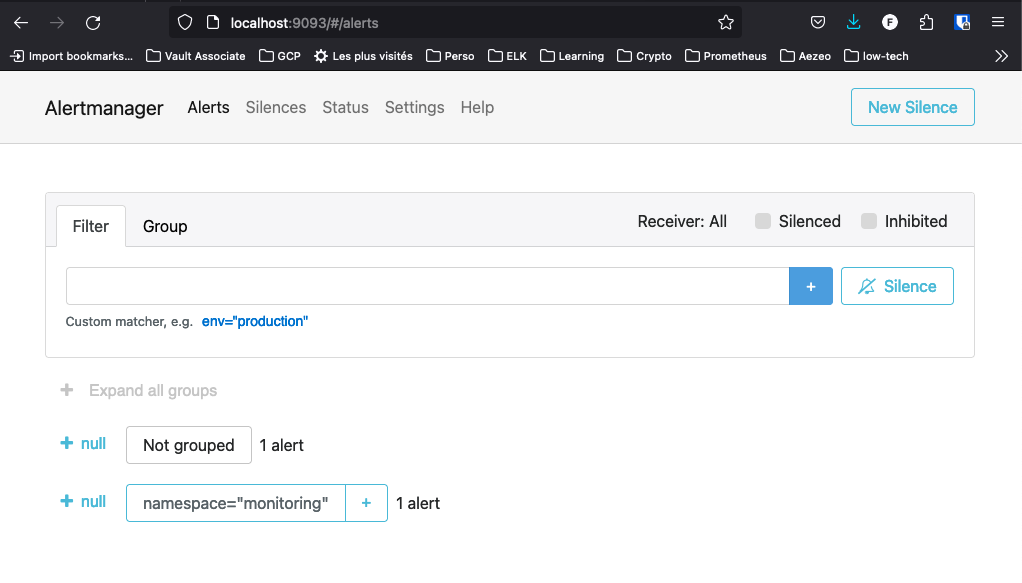 localhost:9093/#/alerts
F
Import bookmarks... Vault Associate GCP Les plus visités Perso ELK Learning Crypto Prometheus Aezeo low-tech
Alertmanager Alerts Silences Status Settings Help New Silence
Filter Group Receiver: All Silenced Inhibited
+ Silence
Custom matcher, e.g. env="production"
+ Expand all groups
+ null Not grouped 1 alert
+ null namespace="monitoring" + 1 alert